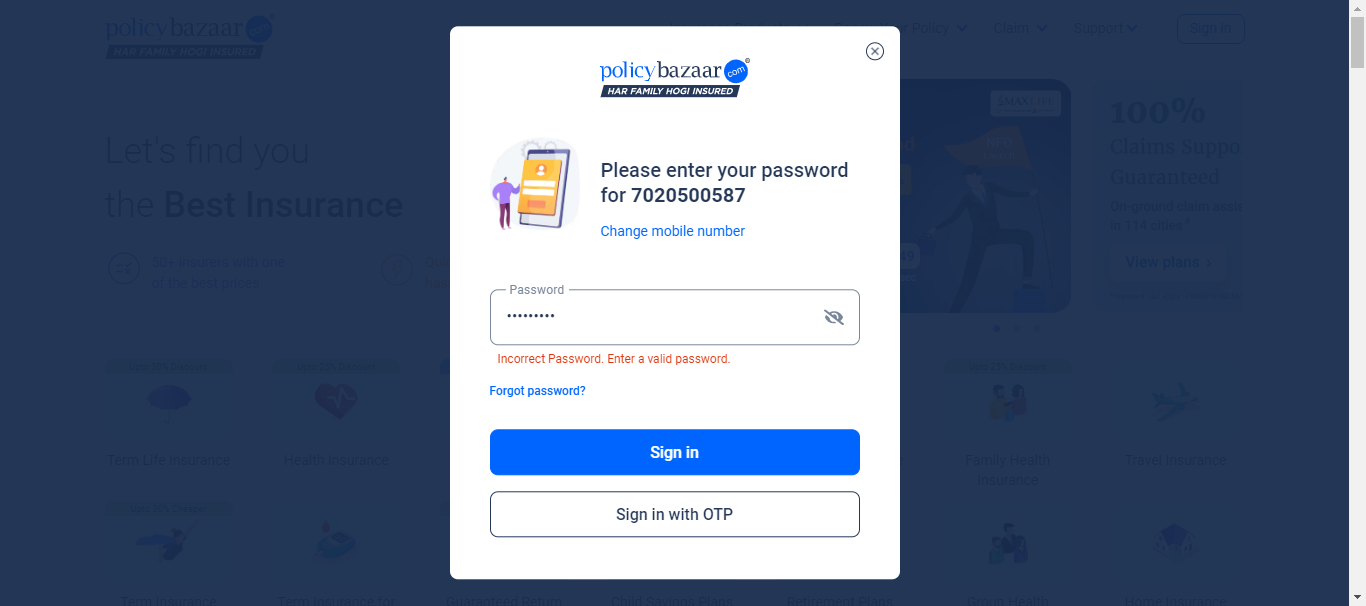 policybazaar com
HAR FAMILY HOGI INSURED
Policy
Claim
Support
Sign in
policybazaar com
HAR FAMILY HOGI INSURED
Please enter your password
for 7020500587
Change mobile number
Password
•••••••••
Incorrect Password. Enter a valid password.
Forgot password?
Sign in
Sign in with OTP
Let's find you
the Best Insurance
50+ insurers with one
of the best prices
100%
Claims Suppo
Guaranteed
On-ground claim
in 114 cities
View plans ›
Term Life Insurance
Health Insurance
Family Health
Insurance
Travel Insurance
Term Insurance
Term Insurance for
Guaranteed Return
Child Savings Plans
Retirement Plans
Group Health
Home Insurance